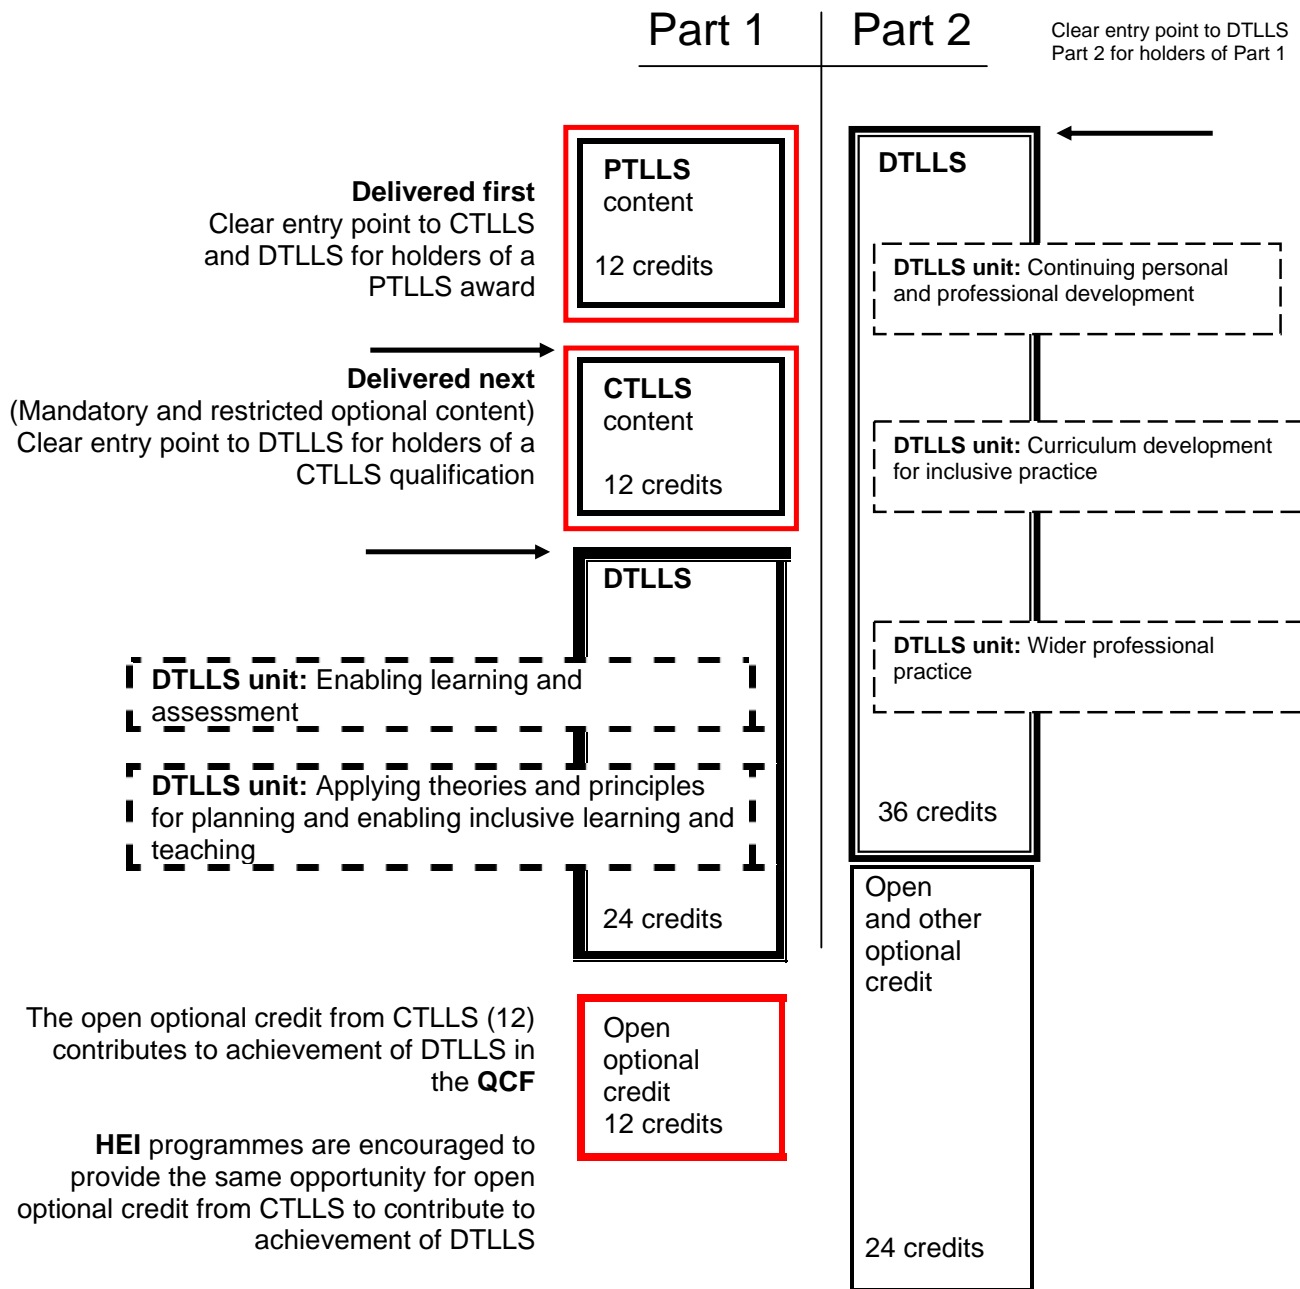 Part 1
Part 2
Clear entry point to DTLLS
Part 2 for holders of Part 1
Delivered first
Clear entry point to CTLLS
and DTLLS for holders of a
PTLLS award
PTLLS
content
12 credits
Delivered next
(Mandatory and restricted optional content)
Clear entry point to DTLLS for holders of a
CTLLS qualification
CTLLS
content
12 credits
DTLLS
DTLLS unit: Enabling learning and
assessment
DTLLS unit: Applying theories and principles
for planning and enabling inclusive learning and
teaching
24 credits
The open optional credit from CTLLS (12)
contributes to achievement of DTLLS in
the QCF
HEI programmes are encouraged to
provide the same opportunity for open
optional credit from CTLLS to contribute to
achievement of DTLLS
Open
optional
credit
12 credits
DTLLS
DTLLS unit: Continuing personal
and professional development
DTLLS unit: Curriculum development
for inclusive practice
DTLLS unit: Wider professional
practice
36 credits
Open
and other
optional
credit
24 credits